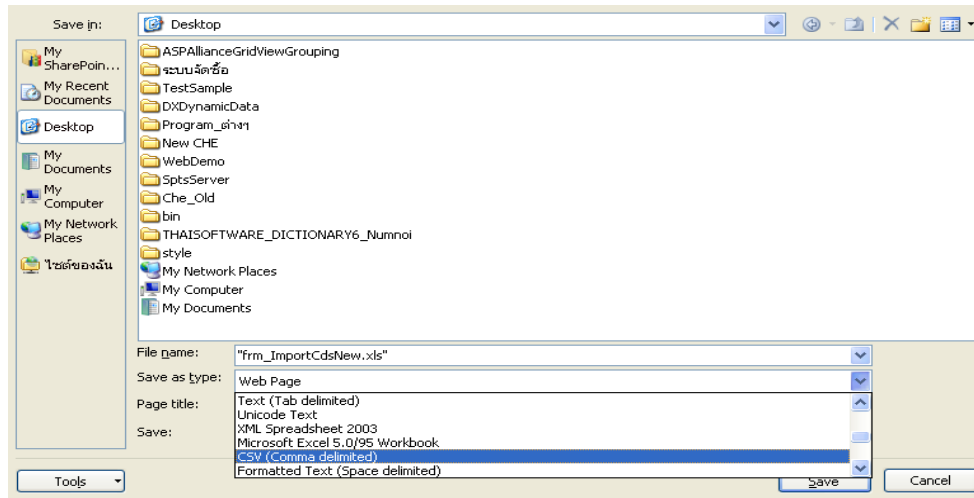 Save in:
Desktop
My SharePoin...
My Recent Documents
Desktop
My Documents
My Computer
My Network Places
ไซต์ของฉัน
ASPAllianceGridViewGrouping
ระบบจัดซื้อ
TestSample
DXDynamicData
Program_ต่างๆ
New CHE
WebDemo
SptsServer
Che_Old
bin
THAISOFTWARE_DICTIONARY6_Numnoi
style
My Network Places
My Computer
My Documents
File name:
"frm_ImportCdsNew.xls"
Save as type:
Web Page
Page title:
Save:
Text (Tab delimited)
Unicode Text
XML Spreadsheet 2003
Microsoft Excel 5.0/95 Workbook
CSV (Comma delimited)
Formatted Text (Space delimited)
Tools
Save
Cancel